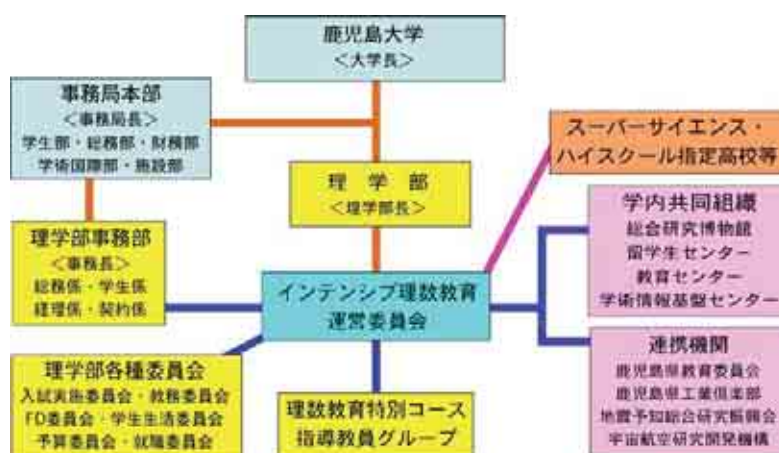 鹿児島大学
＜大学長＞
事務局本部
＜事務局長＞
学生部・総務部・財務部
学術国際部・施設部
スーパーサイエンス・
ハイスクール指定高校等
理学部
＜理学部長＞
理学部事務部
＜事務長＞
総務係・学生係
経理係・契約係
学内共同組織
総合研究博物館
留学生センター
教育センター
学術情報基盤センター
インテンシブ理数教育
運営委員会
理学部各種委員会
入試実施委員会・教務委員会
FD委員会・学生生活委員会
予算委員会・就職委員会
理数教育特別コース
指導教員グループ
連携機関
鹿児島県教育委員会
鹿児島県工業倶楽部
地震予知総合研究振興会
宇宙航空研究開発機構